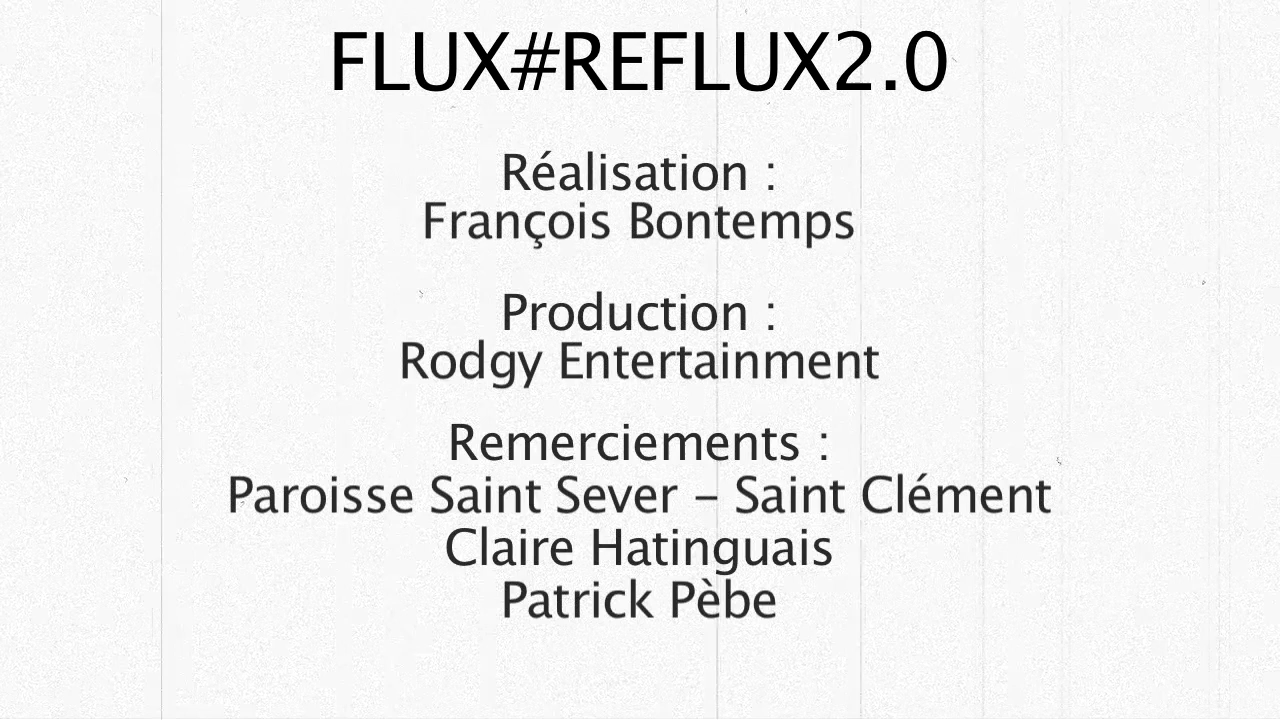 FLUX#REFLUX2.0
Réalisation :
François Bontemps
Production :
Rodgy Entertainment
Remerciements :
Paroisse Saint Sever – Saint Clément
Claire Hatinguais
Patrick Pèbe